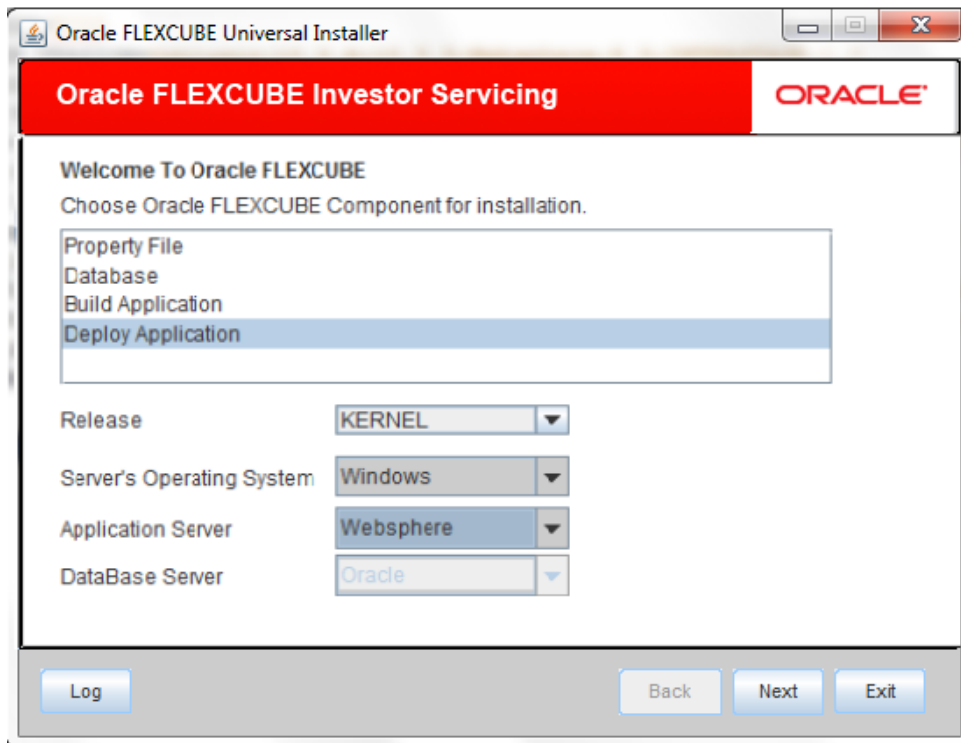 Oracle FLEXCUBE Universal Installer
Oracle FLEXCUBE Investor Servicing
ORACLE
Welcome To Oracle FLEXCUBE
Choose Oracle FLEXCUBE Component for installation.
Property File
Database
Build Application
Deploy Application
Release KERNEL
Server's Operating System Windows
Application Server Websphere
DataBase Server Oracle
Log Back Next Exit